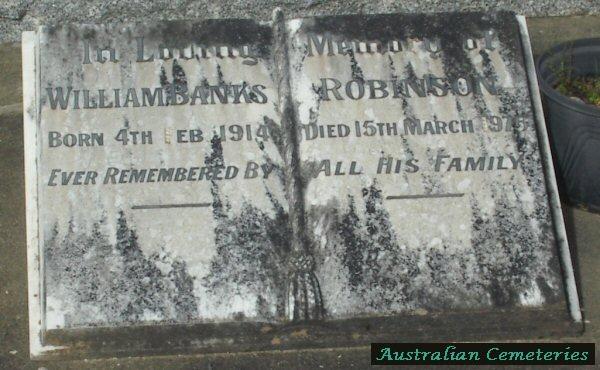 In Loving Memory of
WILLIAM BANKS ROBINSON
BORN 4TH FEB 1914 DIED 15TH MARCH
EVER REMEMBERED BY ALL HIS FAMILY
Australian Cemeteries